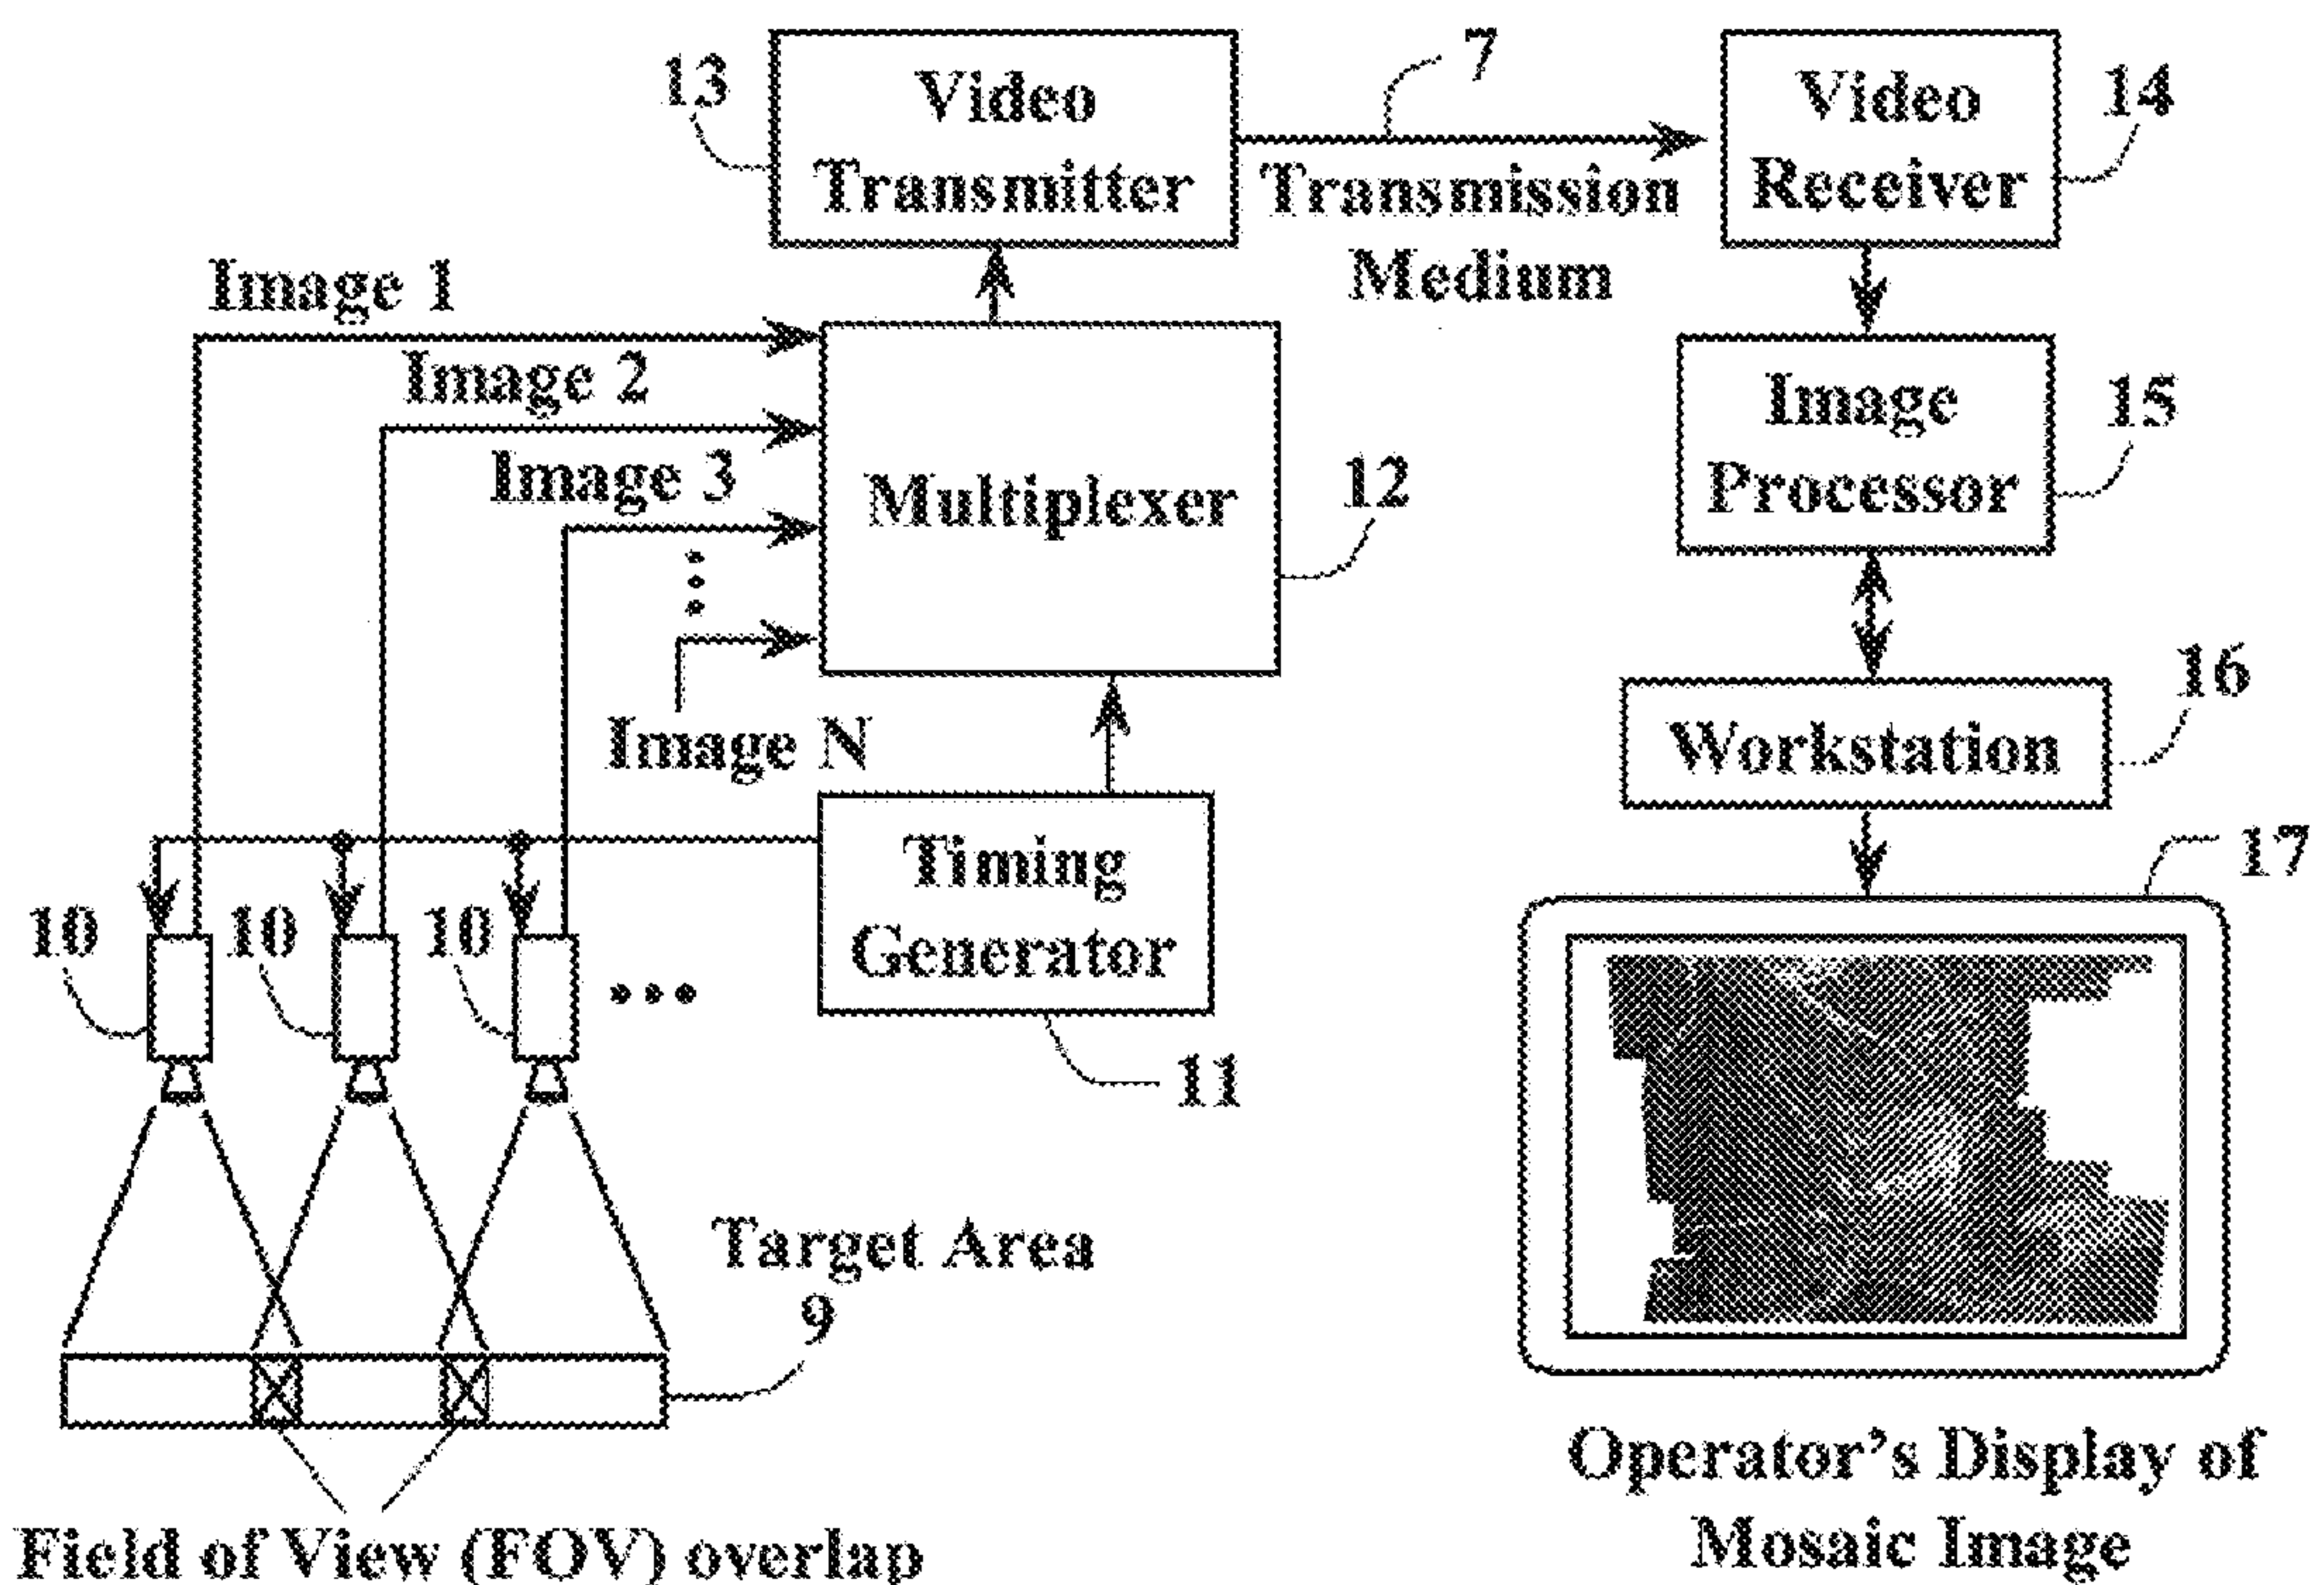 13
Video
Transmitter
7
Transmission
Medium
Video
Receiver
14
Image 1
Image 2
Image 3
Image N
Multiplexer
12
Image
Processor
15
Workstation
16
Timing
Generator
11
10
10
10
17
Target Area
9
Field of View (FOV) overlap
Operator's Display of
Mosaic Image